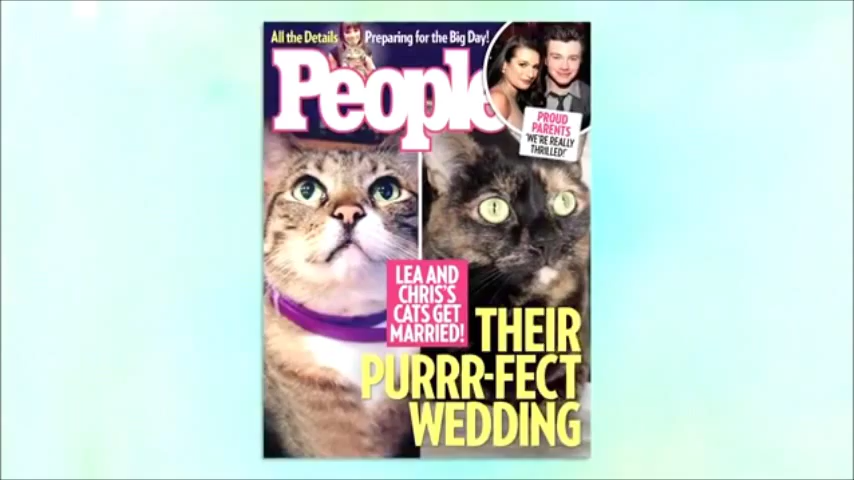 All the Details
Preparing for the Big Day!
People
PROUD
PARENTS
'WE'RE REALLY
THRILLED!'
LEA AND
CHRIS'S
CATS GET
MARRIED!
THEIR
PURRR-FECT
WEDDING